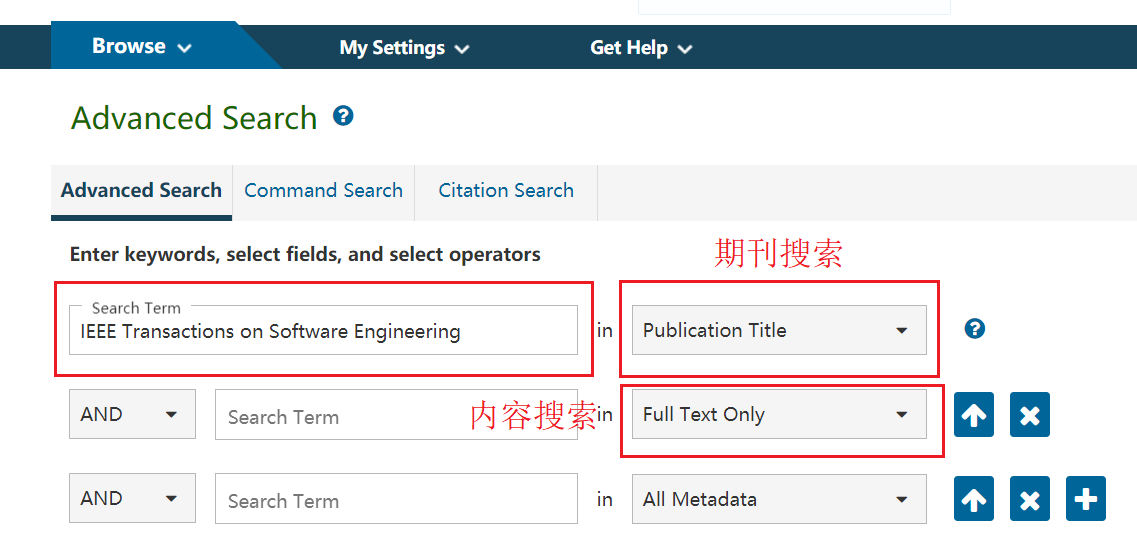 Browse My Settings Get Help
Advanced Search
Advanced Search Command Search Citation Search
Enter keywords, select fields, and select operators
期刊搜索
Search Term
IEEE Transactions on Software Engineering in Publication Title
AND Search Term 内容搜索 in Full Text Only
AND Search Term in All Metadata